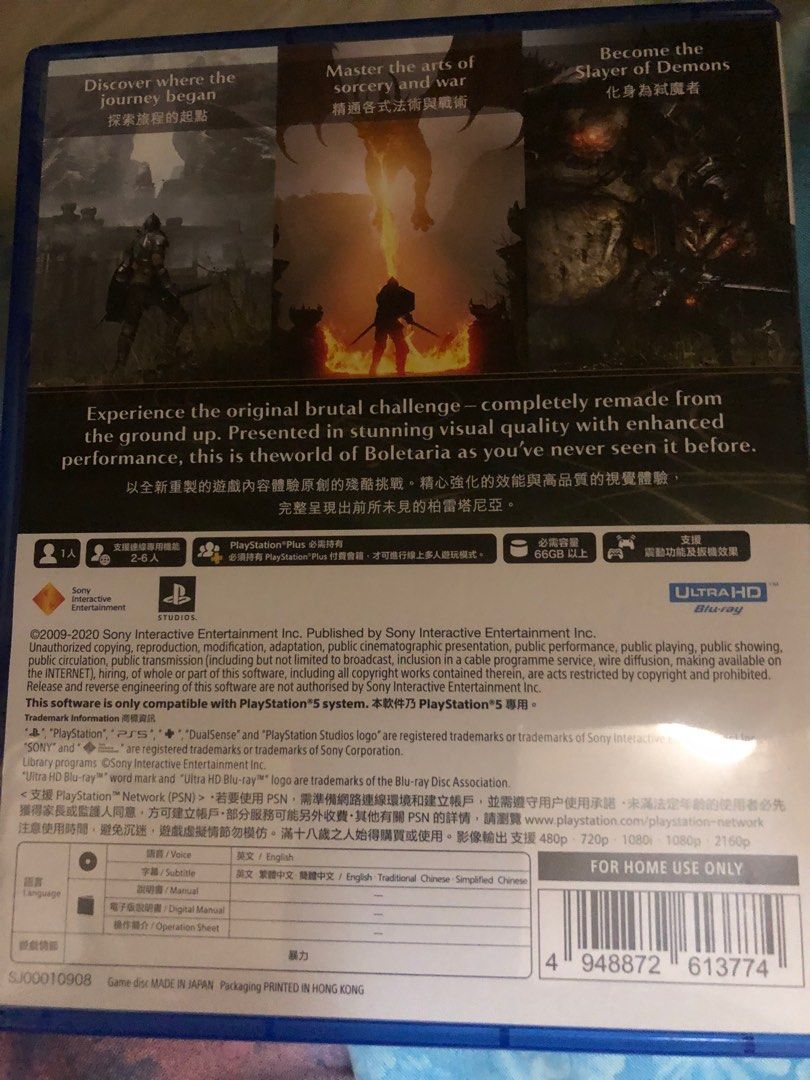 Discover where the
journey began
探索旅程的起點
Master the arts of
sorcery and war
精通各式法術與戰術
Become the
Slayer of Demons
化身為弒魔者
Experience the original brutal challenge – completely remade from
the ground up. Presented in stunning visual quality with enhanced
performance, this is theworld of Boletaria as you've never seen it before.
以全新重製的遊戲內容體驗原創的殘酷挑戰。精心強化的效能與高品質的視覺體驗，
完整呈現出前所未見的柏雷塔尼亞。
1人
支援連線專用機能
2-6人
PlayStation®Plus 必需持有
必須持有 PlayStation®Plus 付費會籍，才可進行線上多人遊玩模式。
必需容量
66GB 以上
支援
震動功能及扳機效果
Sony
Interactive
Entertainment
STUDIOS
ULTRA HD ™
Blu-ray
©2009-2020 Sony Interactive Entertainment Inc. Published by Sony Interactive Entertainment Inc.
Unauthorized copying, reproduction, modification, adaptation, public cinematographic presentation, public performance, public playing, public showing,
public circulation, public transmission (including but not limited to broadcast, inclusion in a cable programme service, wire diffusion, making available on
the INTERNET), hiring, of whole or part of this software, including all copyright works contained therein, are acts restricted by copyright and prohibited.
Release and reverse engineering of this software are not authorised by Sony Interactive Entertainment Inc.
This software is only compatible with PlayStation®5 system. 本軟件乃 PlayStation®5 專用。
Trademark Information 商標資訊
" ", "PlayStation", "PS5", " ", "DualSense" and "PlayStation Studios logo" are registered trademarks or trademarks of Sony Interactive Inc.
"SONY" and " " are registered trademarks or trademarks of Sony Corporation.
Library programs ©Sony Interactive Entertainment Inc.
"Ultra HD Blu-ray™" word mark and "Ultra HD Blu-ray™" logo are trademarks of the Blu-ray Disc Association.
<支援 PlayStation™Network (PSN)>・若要使用 PSN，需準備網路連線環境和建立帳戶，並需遵守用户使用承諾・未滿法定年齡的使用者必先
獲得家長或監護人同意，方可建立帳戶・部分服務可能另外收費・其他有關 PSN 的詳情，請瀏覽 www.playstation.com/playstation-network
注意使用時間，避免沉迷，遊戲虛擬情節勿模仿。滿十八歲之人始得購買或使用。影像輸出 支援 480p・720p・1080i・1080p・2160p
語言
Language
語音 / Voice
英文 / English
字幕 / Subtitle
英文 繁體中文 簡體中文 / English Traditional Chinese・Simplified Chinese
說明書 / Manual
—
電子版說明書 / Digital Manual
—
操作簡介 / Operation Sheet
—
遊戲情節
暴力
FOR HOME USE ONLY
4 948872 613774
SJ00010908
Game disc MADE IN JAPAN Packaging PRINTED IN HONG KONG